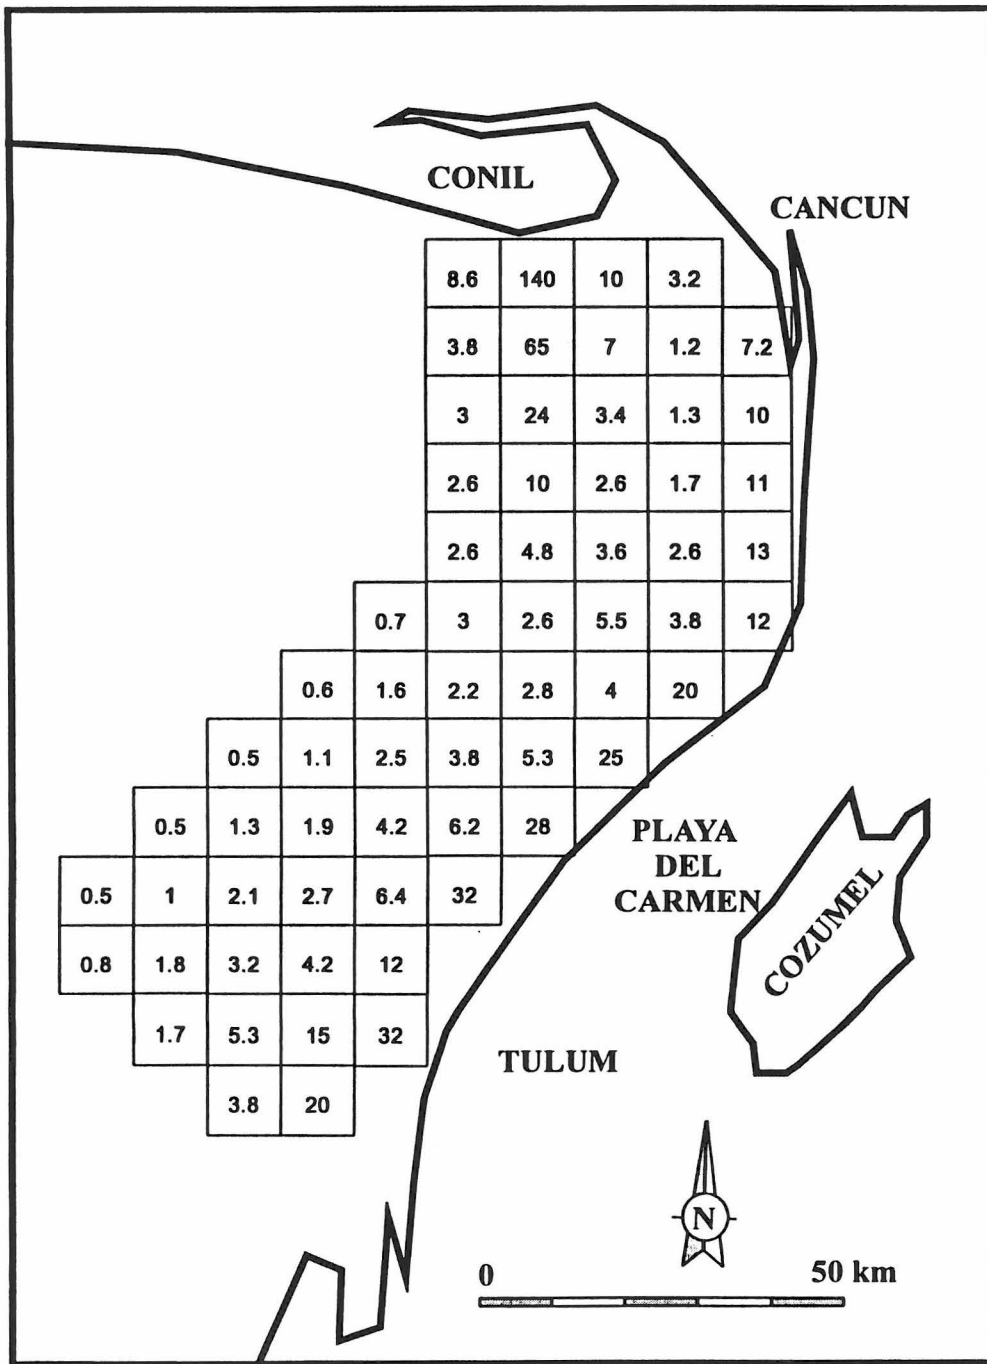 CONIL
CANCUN
8.6 140 10 3.2
3.8 65 7 1.2 7.2
3 24 3.4 1.3 10
2.6 10 2.6 1.7 11
2.6 4.8 3.6 2.6 13
0.7 3 2.6 5.5 3.8 12
0.6 1.6 2.2 2.8 4 20
0.5 1.1 2.5 3.8 5.3 25
0.5 1.3 1.9 4.2 6.2 28
PLAYA
DEL
CARMEN
COZUMEL
0.5 1 2.1 2.7 6.4 32
0.8 1.8 3.2 4.2 12
1.7 5.3 15 32
TULUM
3.8 20
N
0 50 km